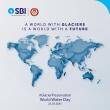 SBI
A WORLD WITH GLACIERS
IS A WORLD WITH A FUTURE
#GlacierPreservation
World Water Day